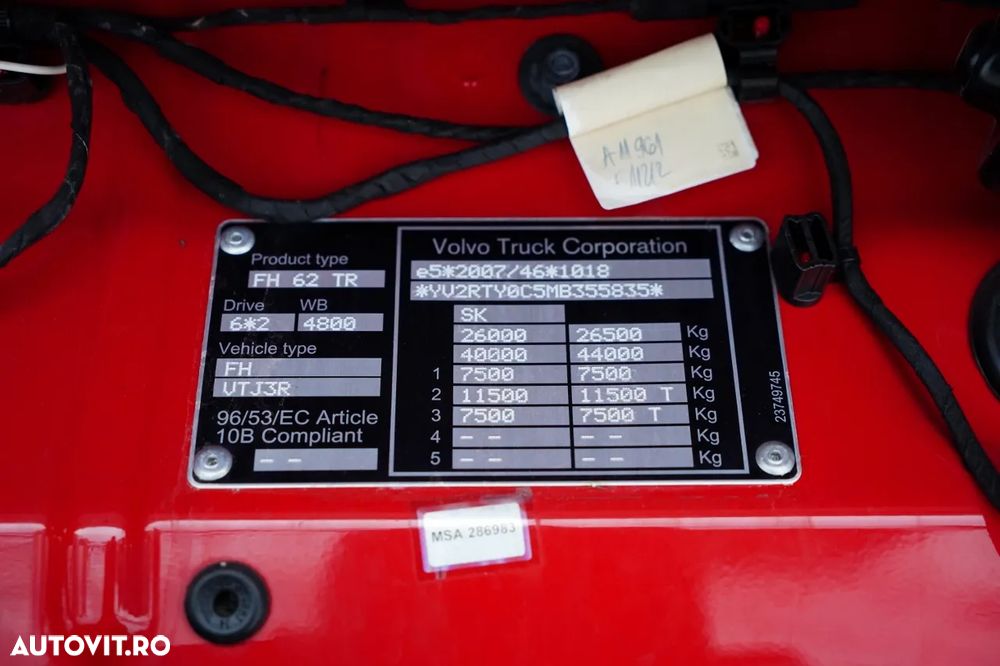 A-11961
11212
Volvo Truck Corporation
e5*2007/46*1018
*YV2RTY0C5MB355835*
Product type
FH 62 TR
Drive WB
6*2 4800
Vehicle type
FH
VTJ3R
96/53/EC Article
10B Compliant
-- --
SK
26000 26500 Kg
40000 44000 Kg
1 7500 7500 Kg
2 11500 11500 T Kg
3 7500 7500 T Kg
4 -- -- -- -- Kg
5 -- -- -- -- Kg
23749745
MSA 286983
AUTOVIT.RO